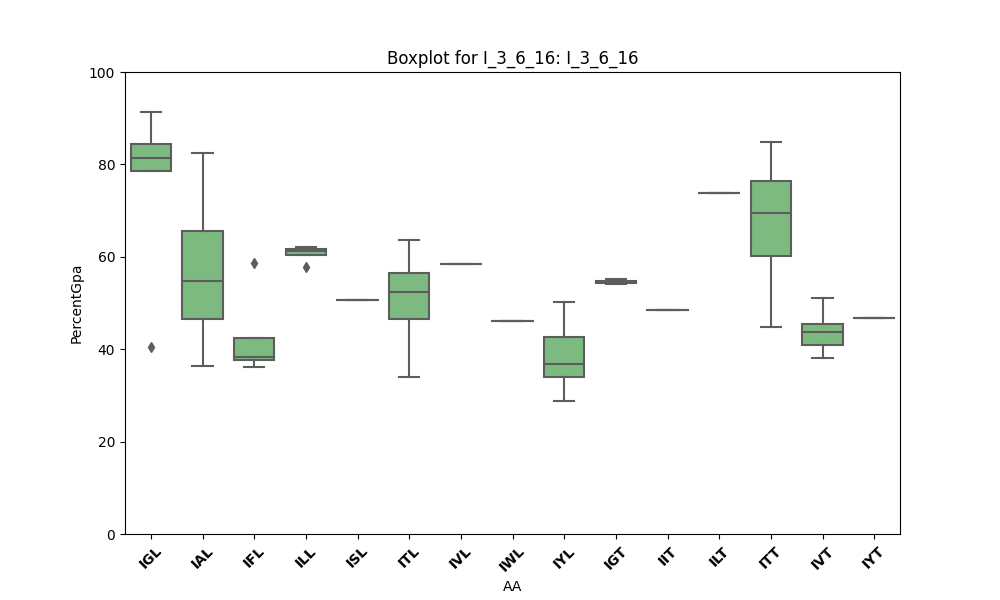 Boxplot for I_3_6_16: I_3_6_16
100
80
60
40
20
0
PercentGpa
IGL IAL IFL ILL ISL ITL IVL IWL IYL IGT IIT ILT ITT IVT IYT
AA